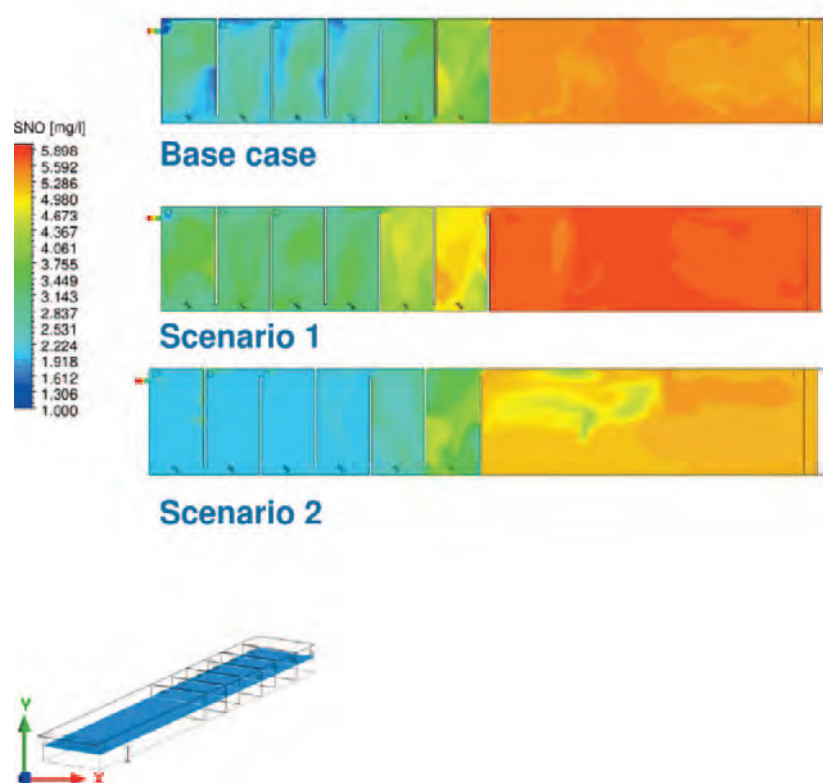 Base case
SNO [mg/l]
5.898
5.592
5.286
4.980
4.673
4.367
4.061
3.755
3.449
3.143
2.837
2.531
2.224
1.918
1.612
1.306
1.000
Scenario 1
Scenario 2
Y
X